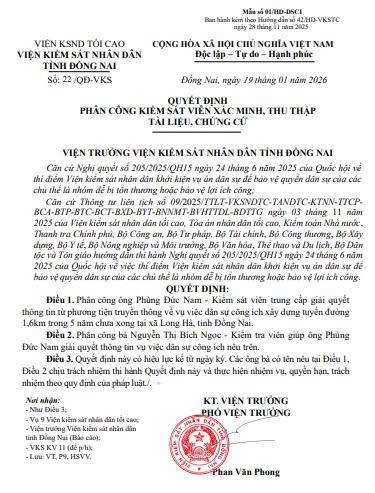 Mẫu số 01/HD-DSCI
Ban hành kèm theo Hướng dẫn số 42/HD-VKSTC
ngày 28 tháng 11 năm 2025
VIỆN KSND TỐI CAO
VIỆN KIỂM SÁT NHÂN DÂN
TỈNH ĐỒNG NAI
Số: 22 /QĐ-VKS
CỘNG HÒA XÃ HỘI CHỦ NGHĨA VIỆT NAM
Độc lập – Tự do – Hạnh phúc
Đồng Nai, ngày 19 tháng 01 năm 2026
QUYẾT ĐỊNH
PHÂN CÔNG KIỂM SÁT VIÊN XÁC MINH, THU THẬP
TÀI LIỆU, CHỨNG CỨ
VIỆN TRƯỞNG VIỆN KIỂM SÁT NHÂN DÂN TỈNH ĐỒNG NAI
Căn cứ Nghị quyết số 205/2025/QH15 ngày 24 tháng 6 năm 2025 của Quốc hội về
thí điểm Viện kiểm sát nhân dân khởi kiện vụ án dân sự để bảo vệ quyền dân sự của các
chủ thể là nhóm dễ bị tổn thương hoặc bảo vệ lợi ích công;
Căn cứ Thông tư liên tịch số 09/2025/TTLT-VKSNDTC-TANDTC-KTNN-TTCP-
BCA-BTP-BTC-BCT-BXD-BYT-BNNMT-BVHTTDL-BDTTG ngày 03 tháng 11 năm
2025 của Viện kiểm sát nhân dân tối cao, Tòa án nhân dân tối cao, Kiểm toán Nhà nước,
Thanh tra Chính phủ, Bộ Công an, Bộ Tư pháp, Bộ Tài chính, Bộ Công thương, Bộ Xây
dựng, Bộ Y tế, Bộ Nông nghiệp và Môi trường, Bộ Văn hóa, Thể thao và Du lịch, Bộ Dân
tộc và Tôn giáo hướng dẫn thi hành Nghị quyết số 205/2025/QH15 ngày 24 tháng 6 năm
2025 của Quốc hội về việc thí điểm Viện kiểm sát nhân dân khởi kiện vụ án dân sự để
bảo vệ quyền dân sự của các chủ thể là nhóm dễ bị tổn thương hoặc bảo vệ lợi ích công.
QUYẾT ĐỊNH:
Điều 1. Phân công ông Phùng Đức Nam - Kiểm sát viên trung cấp giải quyết
thông tin từ phương tiện truyền thông về vụ việc dân sự công ích xây dựng tuyến đường
1,6km trong 5 năm chưa xong tại xã Long Hà, tỉnh Đồng Nai.
Điều 2. Phân công bà Nguyễn Thị Bích Ngọc - Kiểm tra viên giúp ông Phùng
Đức Nam giải quyết thông tin vụ việc dân sự công ích nêu trên.
Điều 3. Quyết định này có hiệu lực kể từ ngày ký. Các ông bà có tên nêu tại Điều 1,
Điều 2 chịu trách nhiệm thi hành Quyết định này và thực hiện nhiệm vụ, quyền hạn, trách
nhiệm theo quy định của pháp luật./.
Nơi nhận:
- Như Điều 3;
- Vụ 9 Viện kiểm sát nhân dân tối cao;
- Viện trưởng Viện kiểm sát nhân dân
tỉnh Đồng Nai (Báo cáo);
- VKS KV 11 (để p/h);
- Lưu: VT, P9, HSVV.
KT. VIỆN TRƯỞNG
PHÓ VIỆN TRƯỞNG
Phan Văn Phong